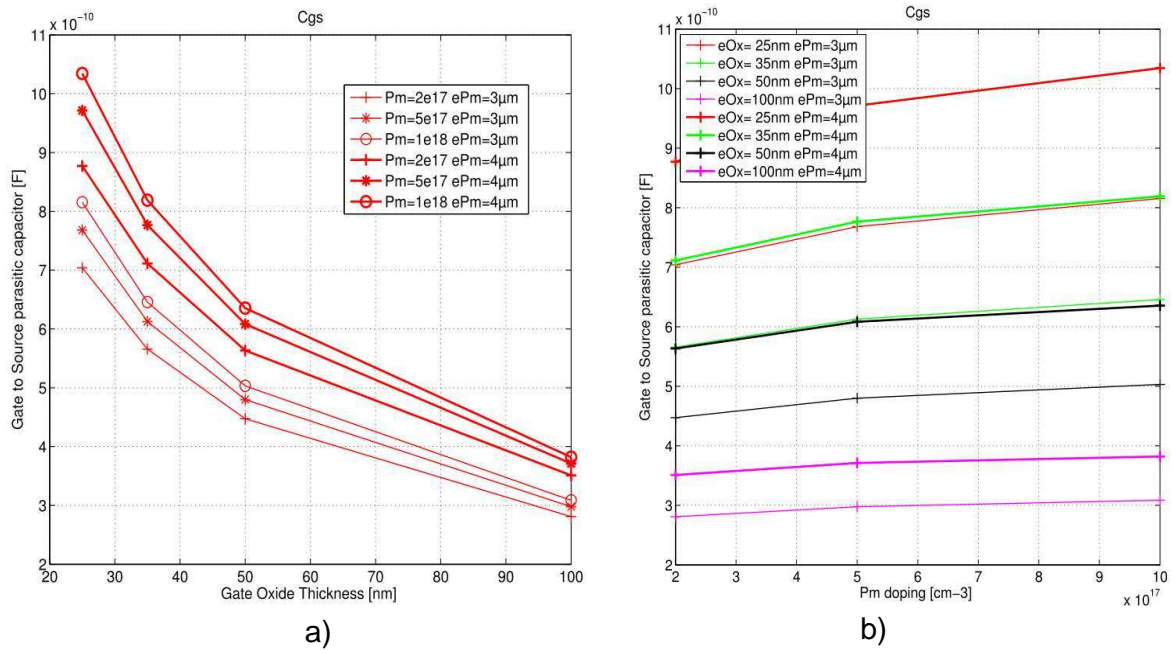 x 10⁻¹⁰
Cgs
11
10
9
8
7
6
5
4
3
2
Gate to Source parasitic capacitor [F]
Pm=2e17 ePm=3μm
Pm=5e17 ePm=3μm
Pm=1e18 ePm=3μm
Pm=2e17 ePm=4μm
Pm=5e17 ePm=4μm
Pm=1e18 ePm=4μm
20 30 40 50 60 70 80 90 100
Gate Oxide Thickness [nm]
a)
x 10⁻¹⁰
Cgs
11
10
9
8
7
6
5
4
3
2
Gate to Source parasitic capacitor [F]
eOx= 25nm ePm=3μm
eOx= 35nm ePm=3μm
eOx= 50nm ePm=3μm
eOx=100nm ePm=3μm
eOx= 25nm ePm=4μm
eOx= 35nm ePm=4μm
eOx= 50nm ePm=4μm
eOx=100nm ePm=4μm
2 3 4 5 6 7 8 9 10
Pm doping [cm−3]
x 10¹⁷
b)